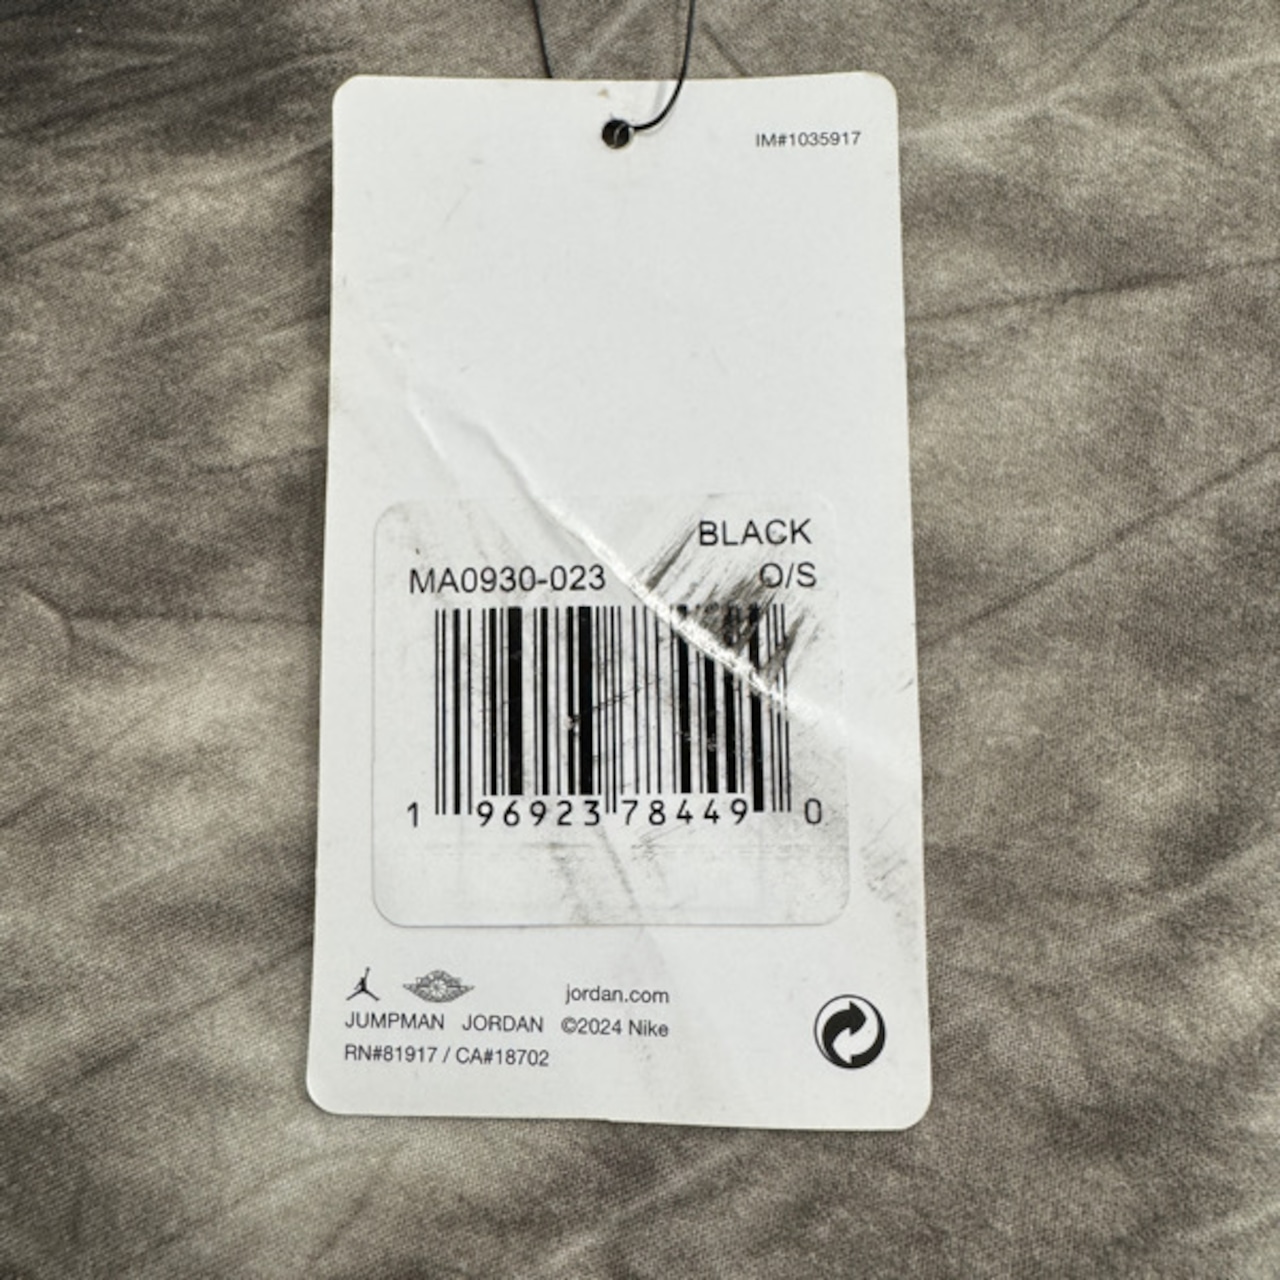 IM#1035917
BLACK
MA0930-023 O/S
1 96923 78449 0
jordan.com
JUMPMAN JORDAN ©2024 Nike
RN#81917 / CA#18702